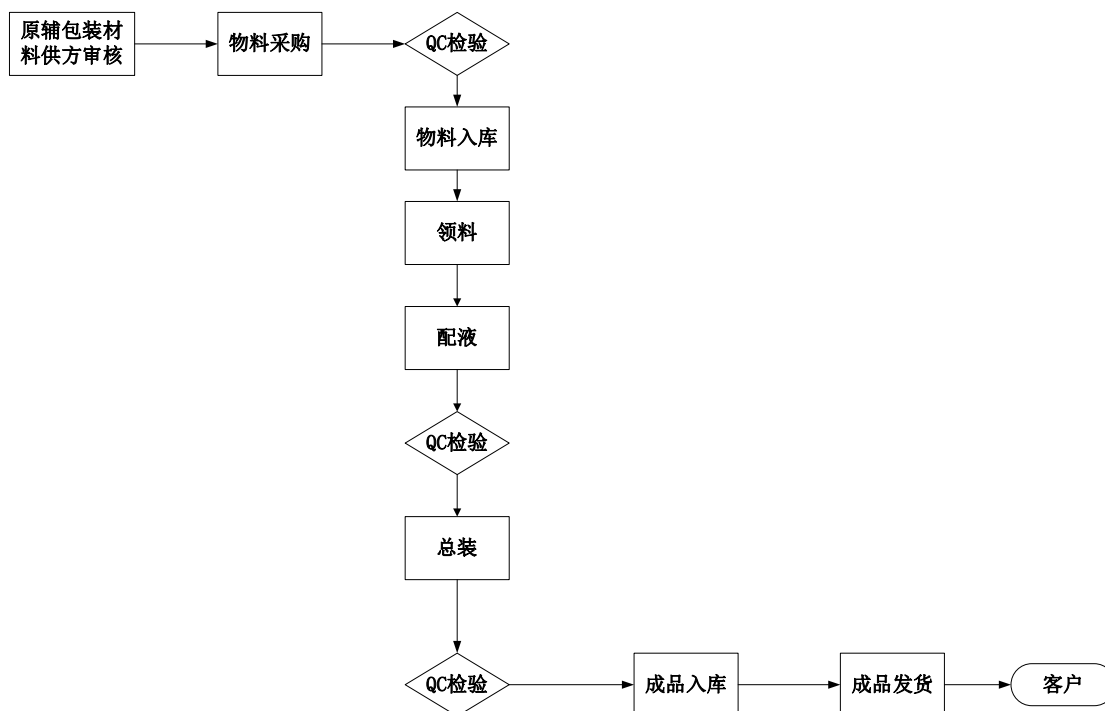 原辅包装材
料供方审核
物料采购
QC检验
物料入库
领料
配液
QC检验
总装
QC检验
成品入库
成品发货
客户